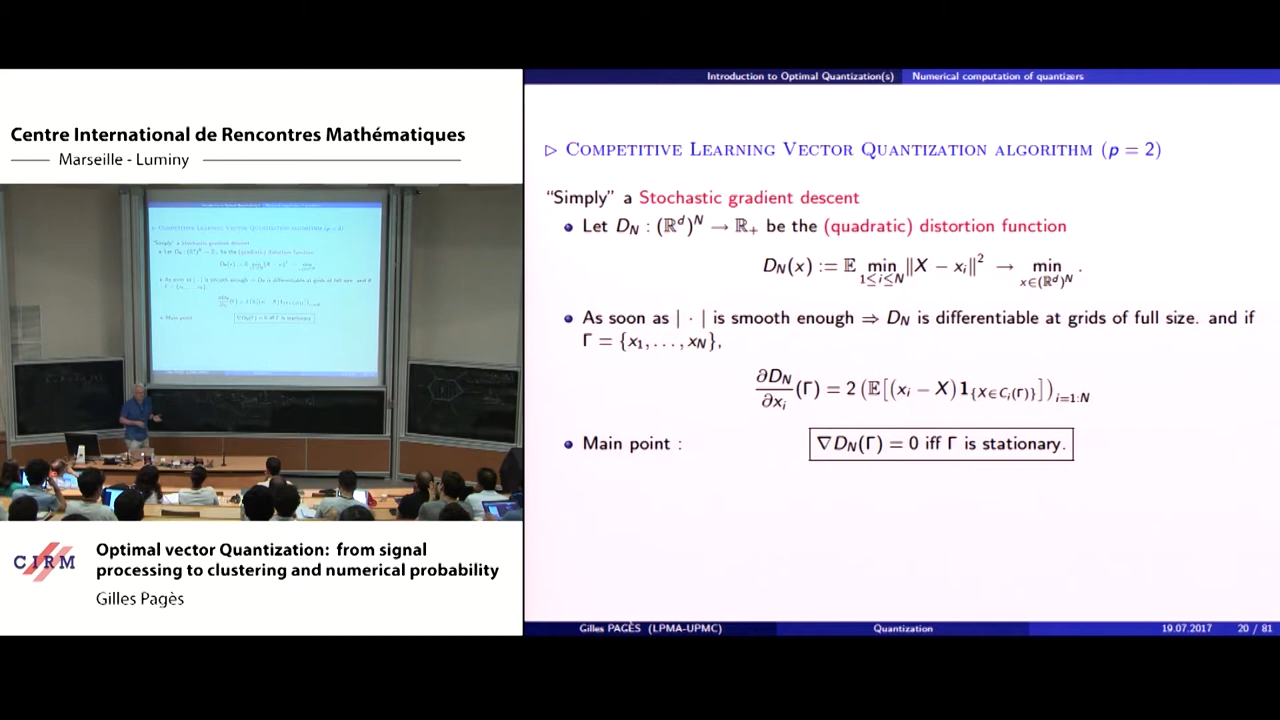 Centre International de Rencontres Mathématiques
Marseille - Luminy
CIRM
Optimal vector Quantization: from signal
processing to clustering and numerical probability
Gilles Pagès
Introduction to Optimal Quantization(s) Numerical computation of quantizers
▷ Competitive Learning Vector Quantization algorithm (p = 2)
“Simply” a Stochastic gradient descent
• Let D_N : (ℝ^d)^N → ℝ_+ be the (quadratic) distortion function
D_N(x) := 𝔼 min_{1≤i≤N} ‖X − x_i‖² → min_{x∈(ℝ^d)^N} .
• As soon as | · | is smooth enough ⇒ D_N is differentiable at grids of full size. and if
Γ = {x_1, . . . , x_N},
∂D_N/∂x_i (Γ) = 2 (𝔼[(x_i − X)1_{X∈C_i(Γ)}])_{i=1:N}
• Main point : ∇D_N(Γ) = 0 iff Γ is stationary.
Gilles PAGÈS (LPMA-UPMC) Quantization 19.07.2017 20 / 81